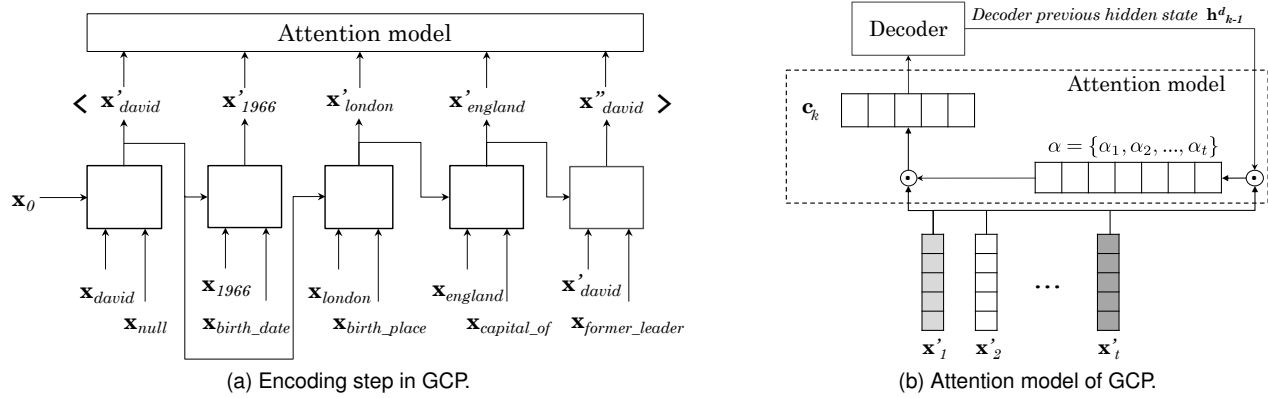 Attention model
< x'david x'1966 x'london x'england x''david >
x0
xdavid x1966 xlondon xengland x'david
xnull xbirth_date xbirth_place xcapital_of xformer_leader
(a) Encoding step in GCP.
Decoder
Decoder previous hidden state h^d_k-1
Attention model
c_k
α = {α1, α2, ..., αt}
...
x'1 x'2 x't
(b) Attention model of GCP.